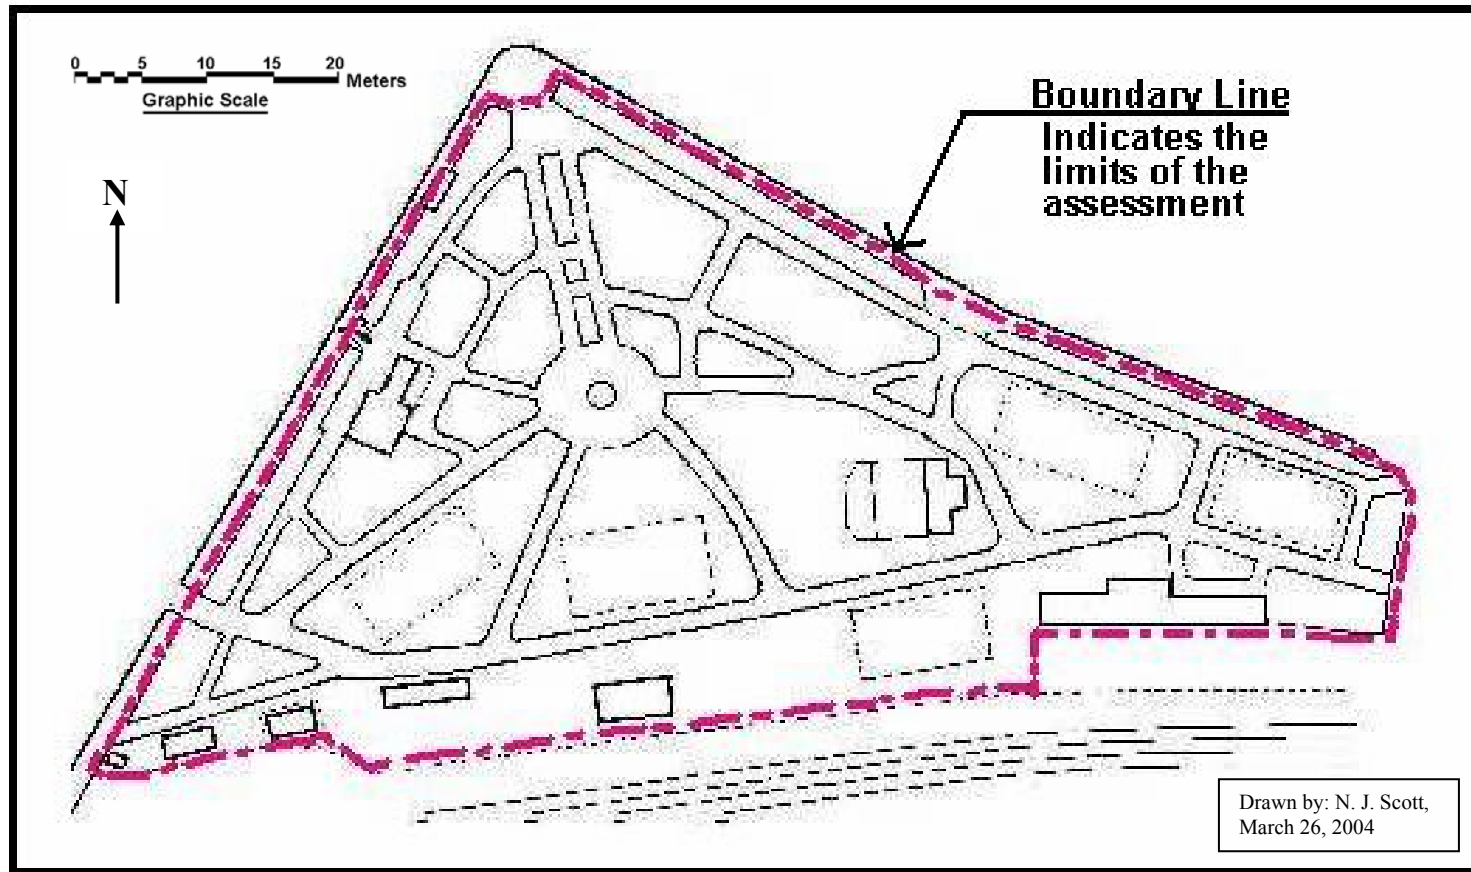 0 5 10 15 20
Meters
Graphic Scale
N
Boundary Line
Indicates the
limits of the
assessment
Drawn by: N. J. Scott,
March 26, 2004